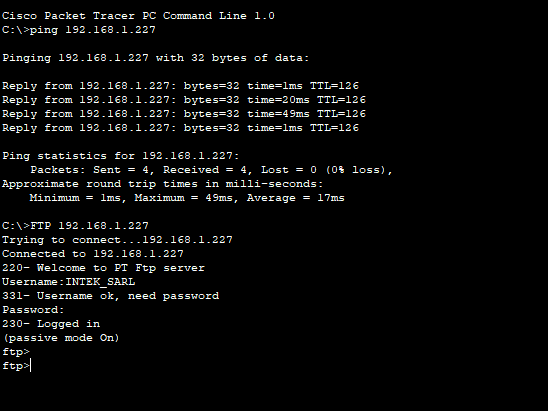 Cisco Packet Tracer PC Command Line 1.0
C:\>ping 192.168.1.227
Pinging 192.168.1.227 with 32 bytes of data:
Reply from 192.168.1.227: bytes=32 time=1ms TTL=126
Reply from 192.168.1.227: bytes=32 time=20ms TTL=126
Reply from 192.168.1.227: bytes=32 time=49ms TTL=126
Reply from 192.168.1.227: bytes=32 time=1ms TTL=126
Ping statistics for 192.168.1.227:
    Packets: Sent = 4, Received = 4, Lost = 0 (0% loss),
Approximate round trip times in milli-seconds:
    Minimum = 1ms, Maximum = 49ms, Average = 17ms
C:\>FTP 192.168.1.227
Trying to connect...192.168.1.227
Connected to 192.168.1.227
220- Welcome to PT Ftp server
Username:INTEK_SARL
331- Username ok, need password
Password:
230- Logged in
(passive mode On)
ftp>
ftp>